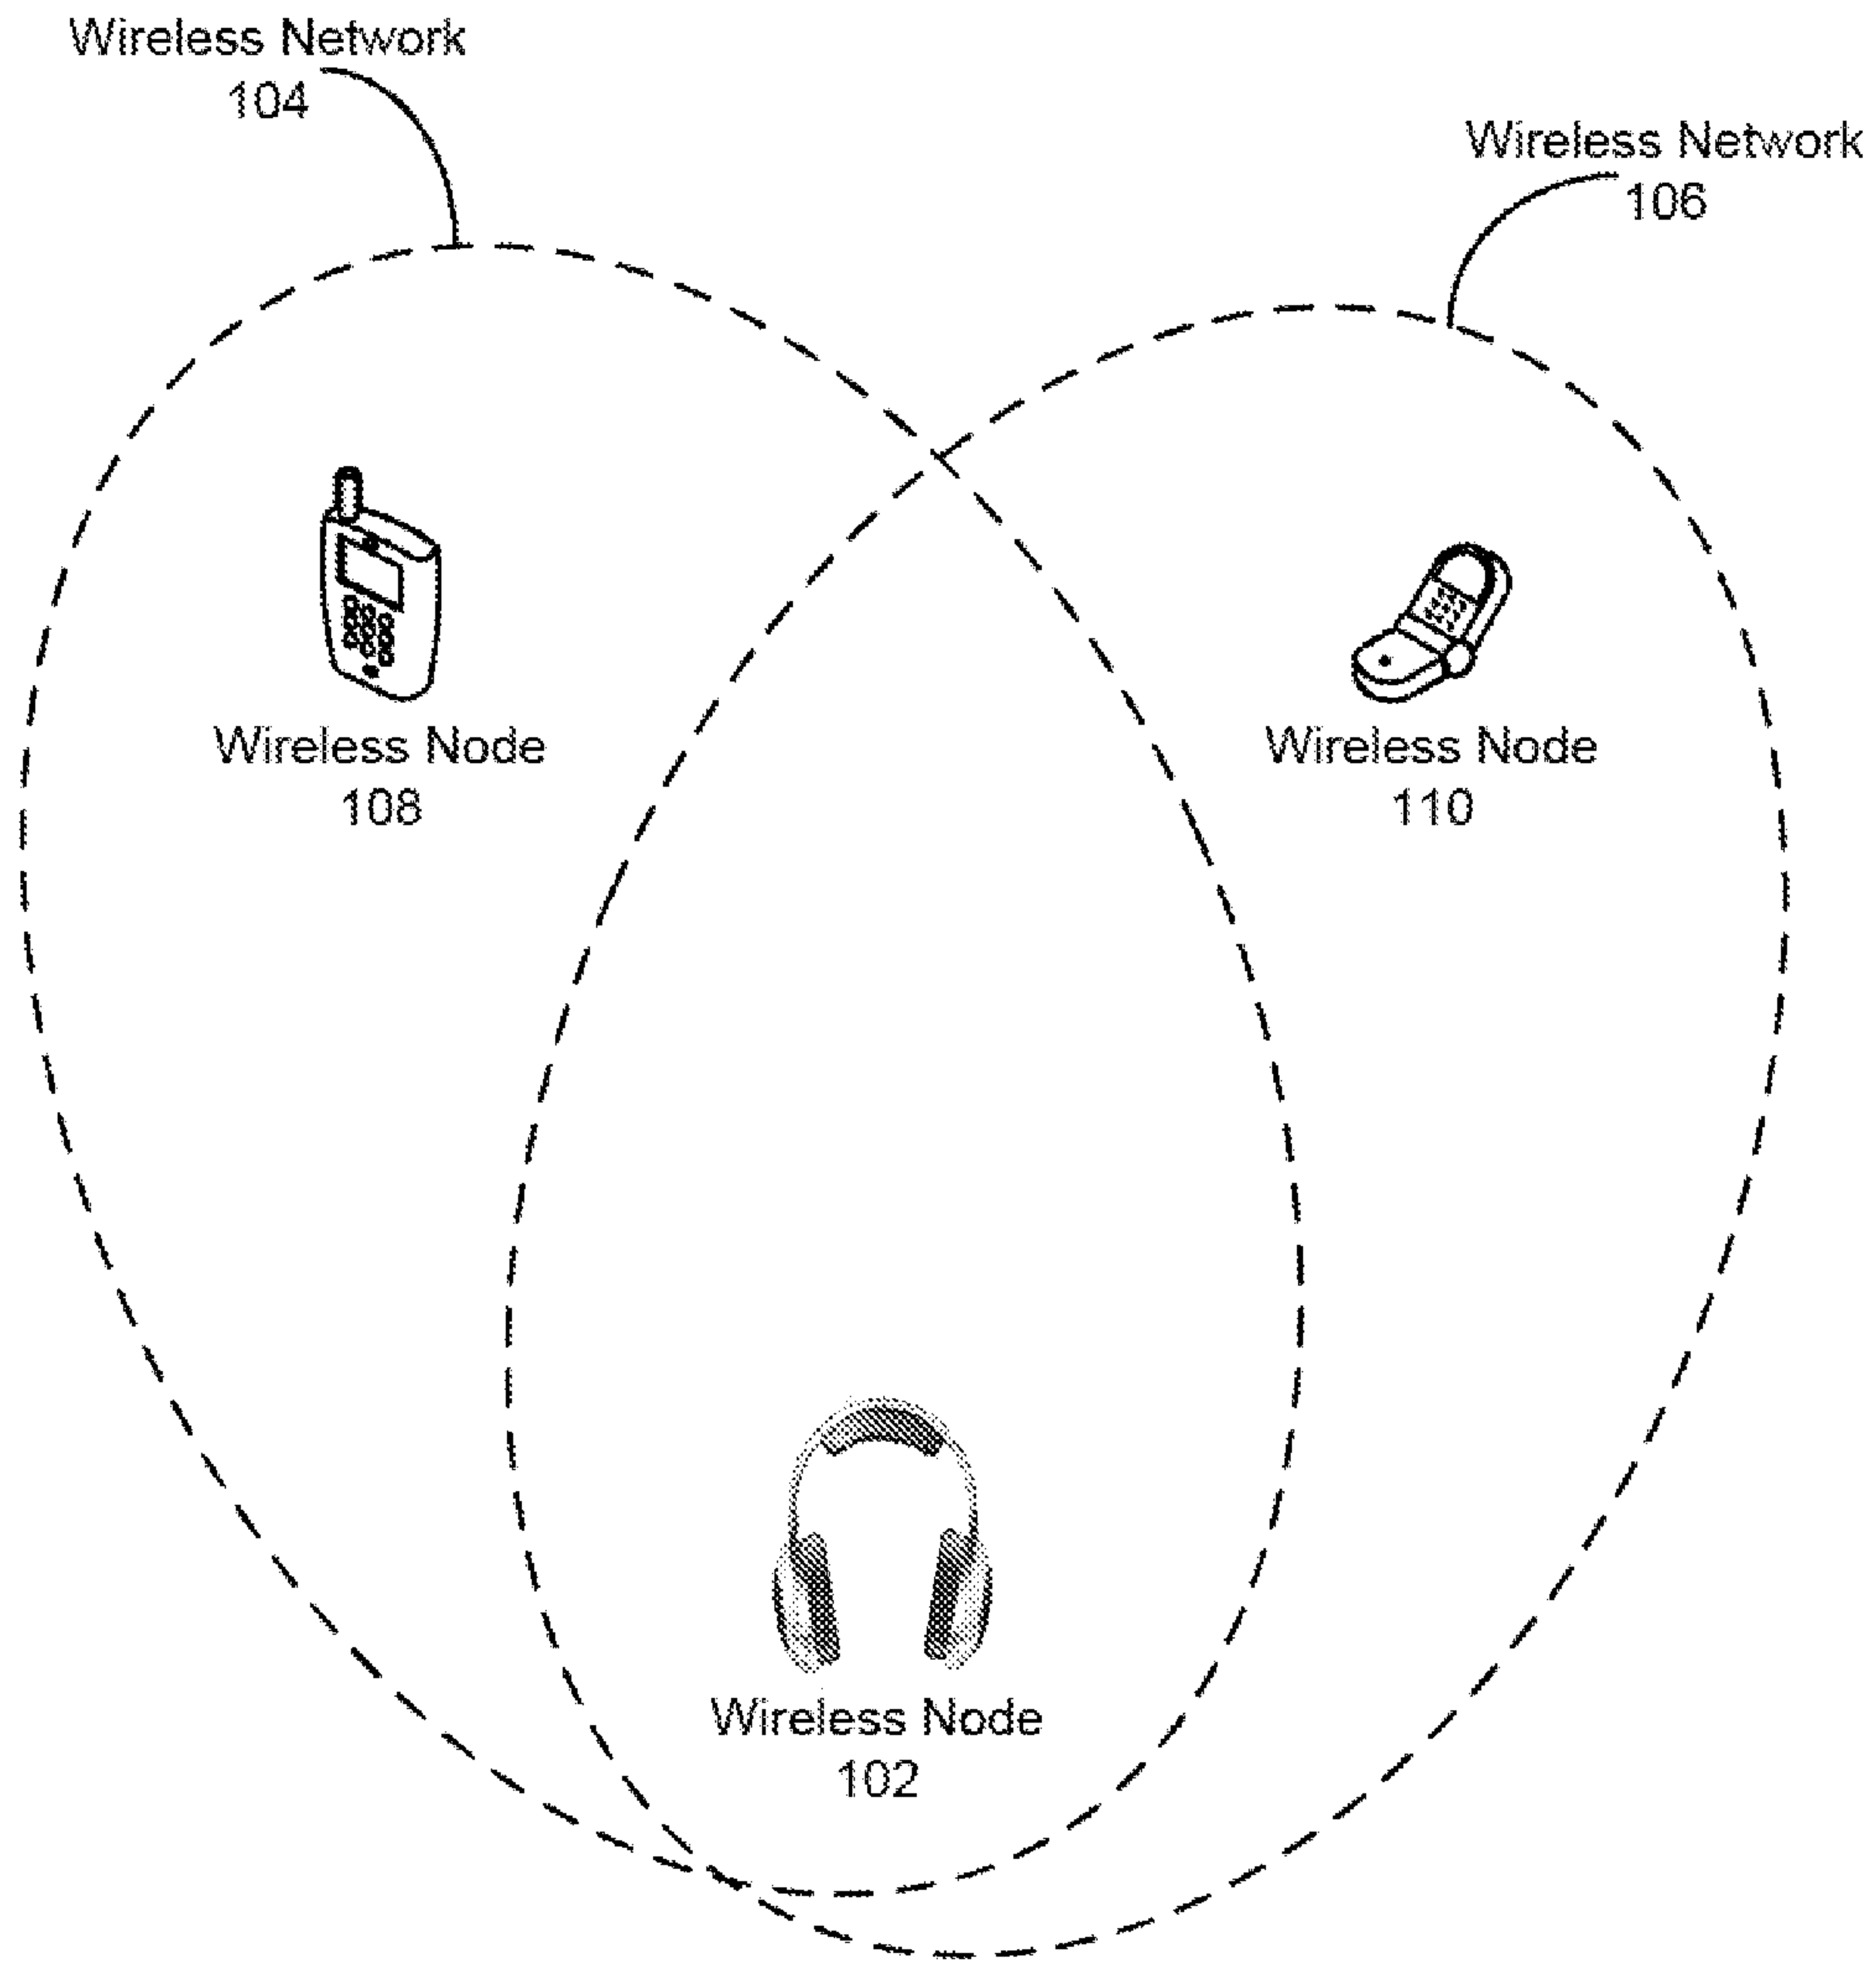 Wireless Network
104
Wireless Network
106
Wireless Node
108
Wireless Node
110
Wireless Node
102